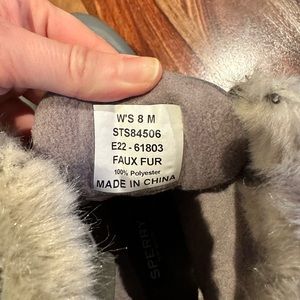 W'S 8 M
STS84506
E22 - 61803
FAUX FUR
100% Polyester
MADE IN CHINA
SPERRY